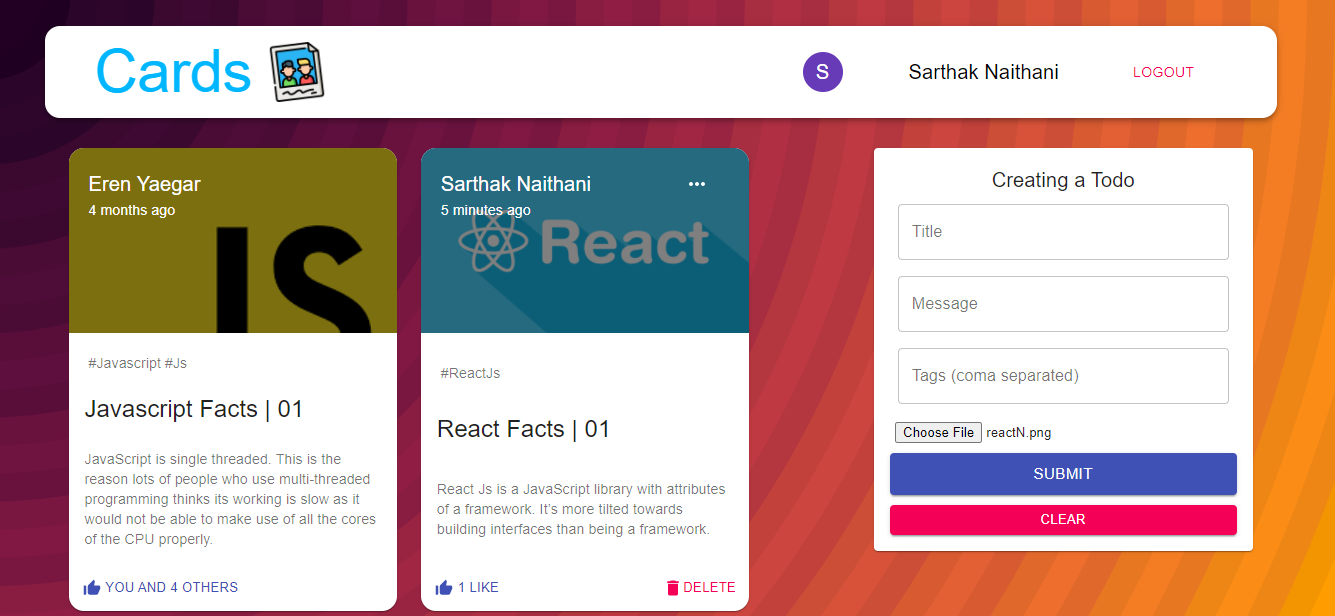 Cards
S
Sarthak Naithani
LOGOUT
Eren Yaegar
4 months ago
JS
#Javascript #Js
Javascript Facts | 01
JavaScript is single threaded. This is the
reason lots of people who use multi-threaded
programming thinks its working is slow as it
would not be able to make use of all the cores
of the CPU properly.
YOU AND 4 OTHERS
Sarthak Naithani
5 minutes ago
React
#ReactJs
React Facts | 01
React Js is a JavaScript library with attributes
of a framework. It's more tilted towards
building interfaces than being a framework.
1 LIKE
DELETE
Creating a Todo
Title
Message
Tags (coma separated)
Choose File reactN.png
SUBMIT
CLEAR